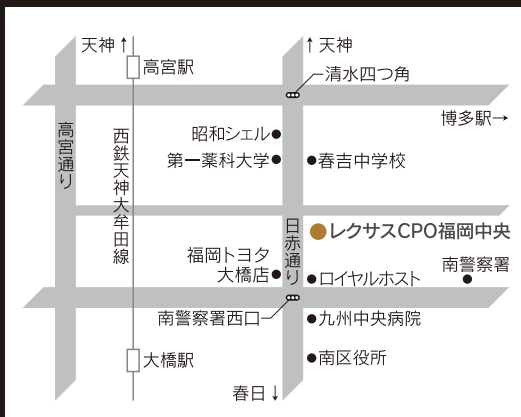 天神↑
↑天神
高宮駅
清水四つ角
博多駅→
高宮通り
西鉄天神大牟田線
昭和シェル
第一薬科大学
春吉中学校
日赤通り
レクサスCPO福岡中央
福岡トヨタ
大橋店
ロイヤルホスト
南警察署
南警察署西口
九州中央病院
大橋駅
南区役所
春日↓